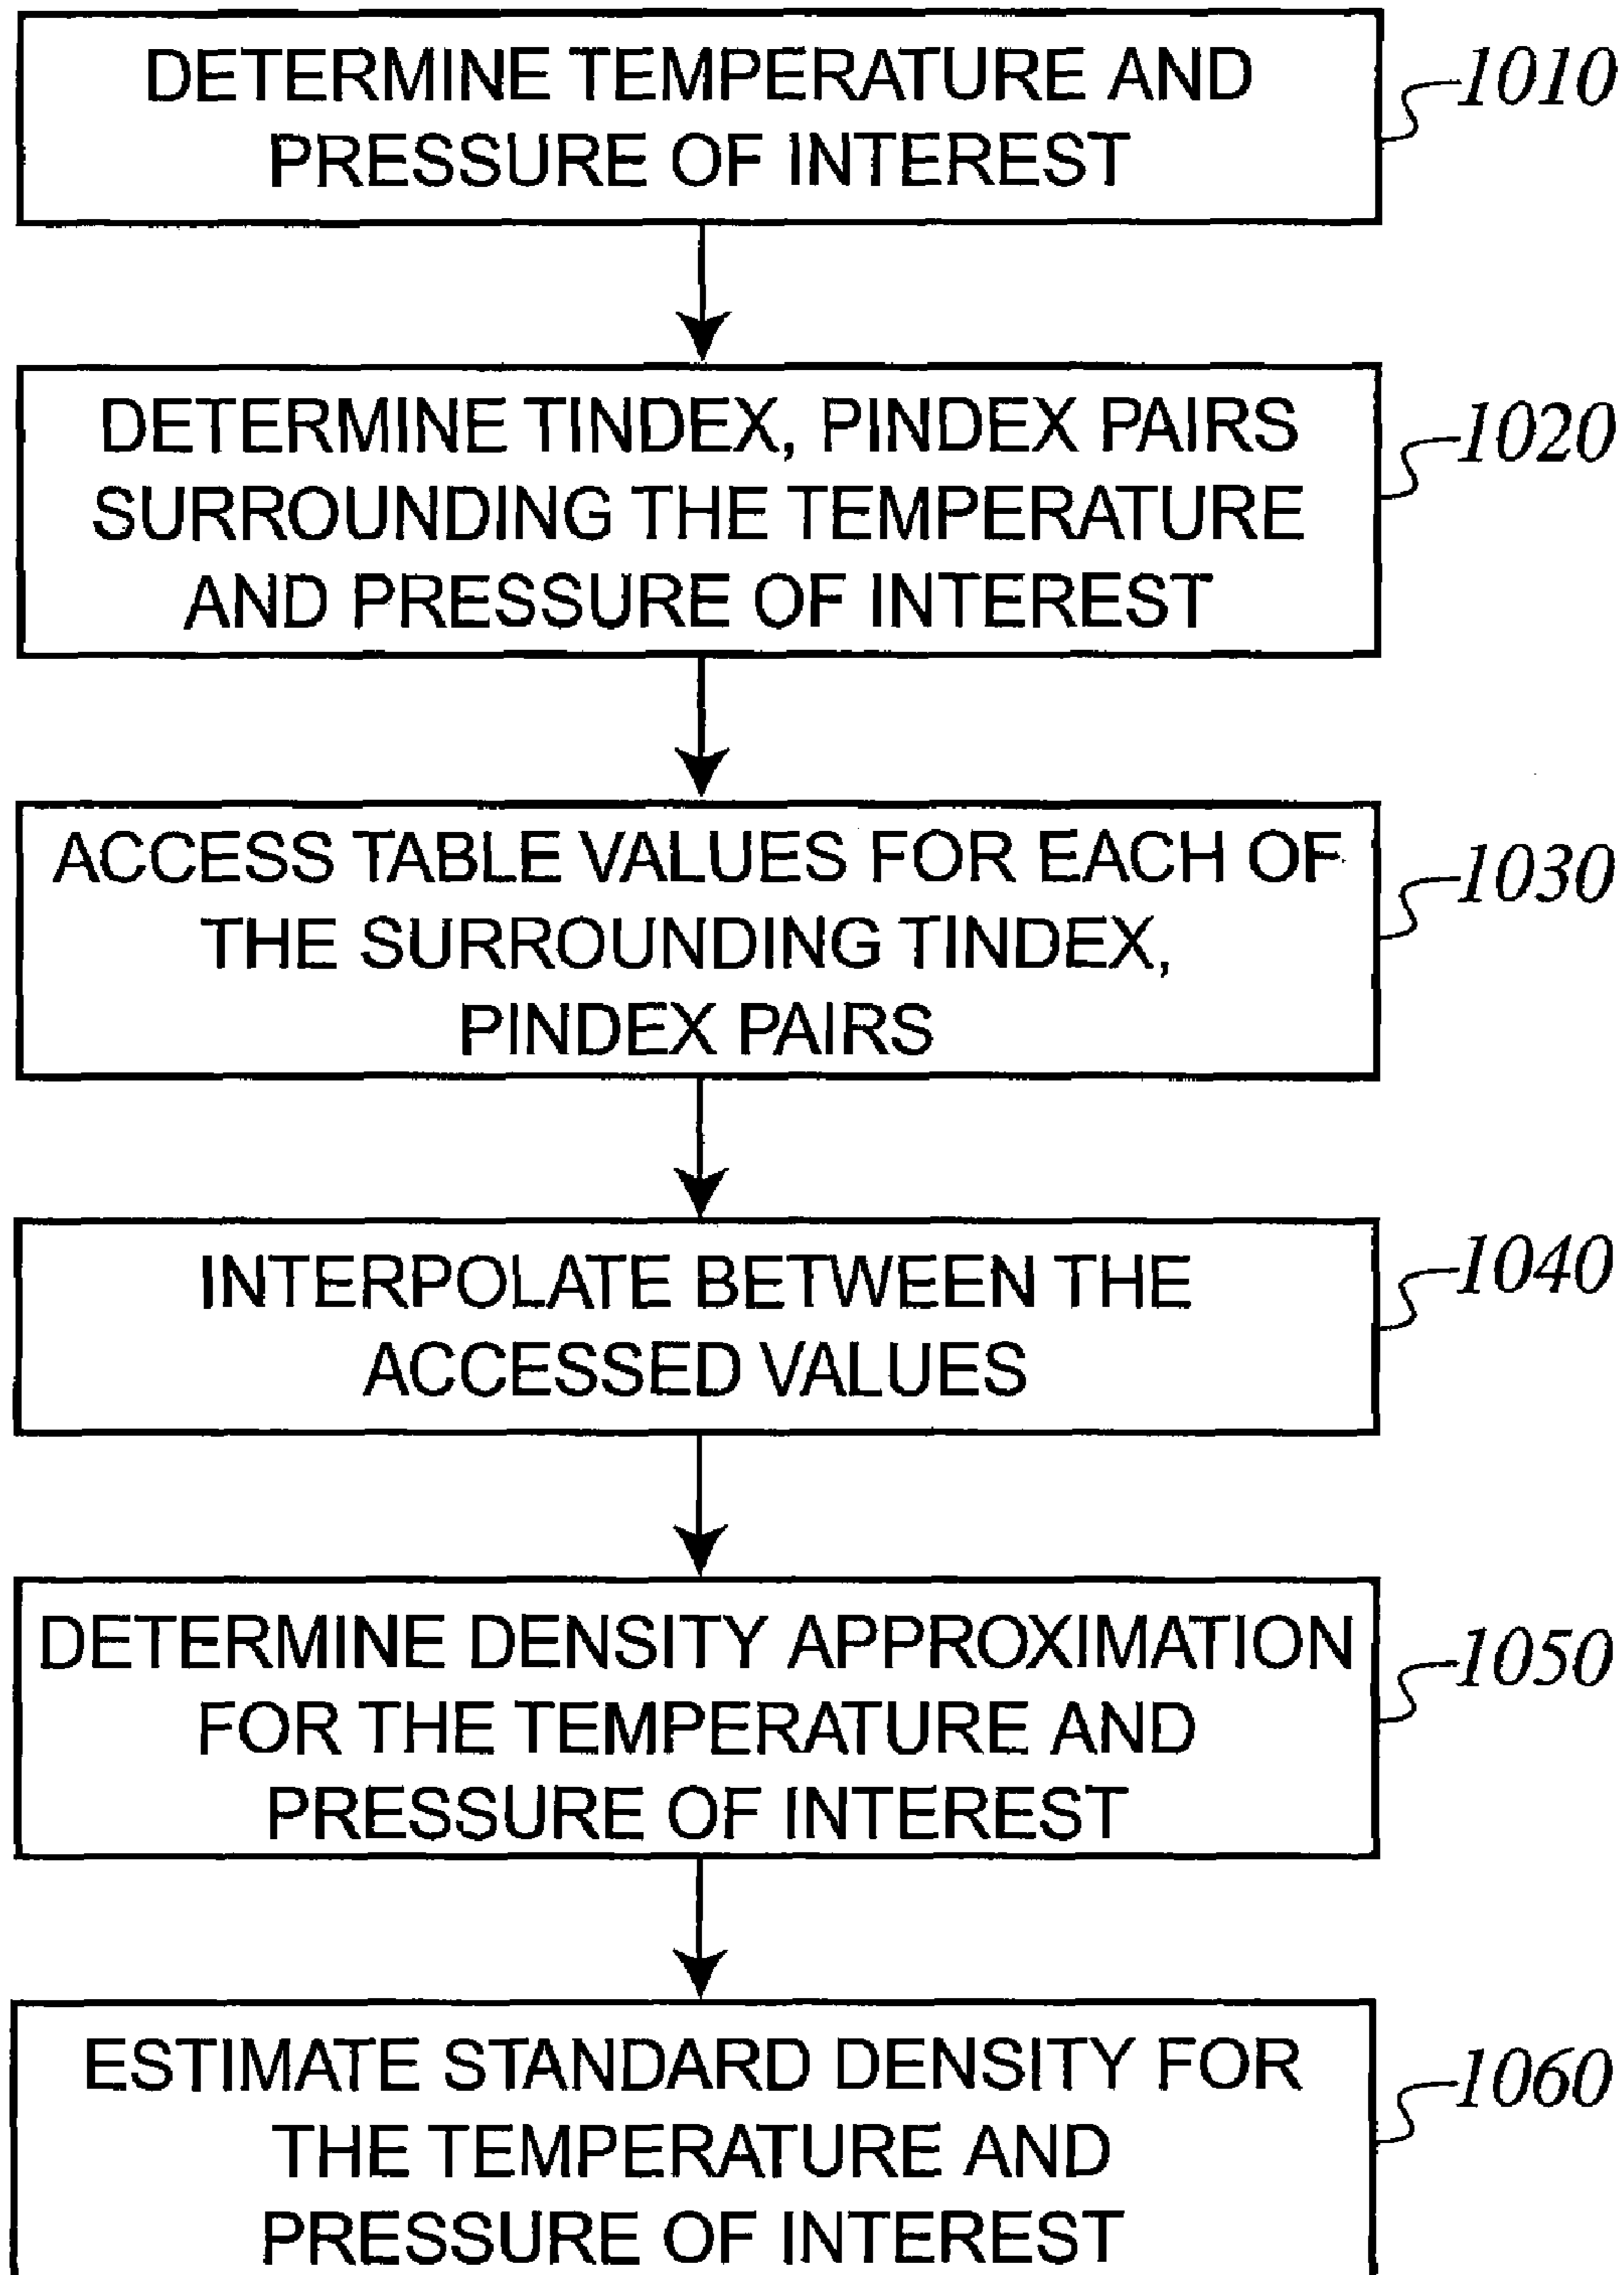 DETERMINE TEMPERATURE AND
PRESSURE OF INTEREST
1010
DETERMINE TINDEX, PINDEX PAIRS
SURROUNDING THE TEMPERATURE
AND PRESSURE OF INTEREST
1020
ACCESS TABLE VALUES FOR EACH OF
THE SURROUNDING TINDEX,
PINDEX PAIRS
1030
INTERPOLATE BETWEEN THE
ACCESSED VALUES
1040
DETERMINE DENSITY APPROXIMATION
FOR THE TEMPERATURE AND
PRESSURE OF INTEREST
1050
ESTIMATE STANDARD DENSITY FOR
THE TEMPERATURE AND
PRESSURE OF INTEREST
1060